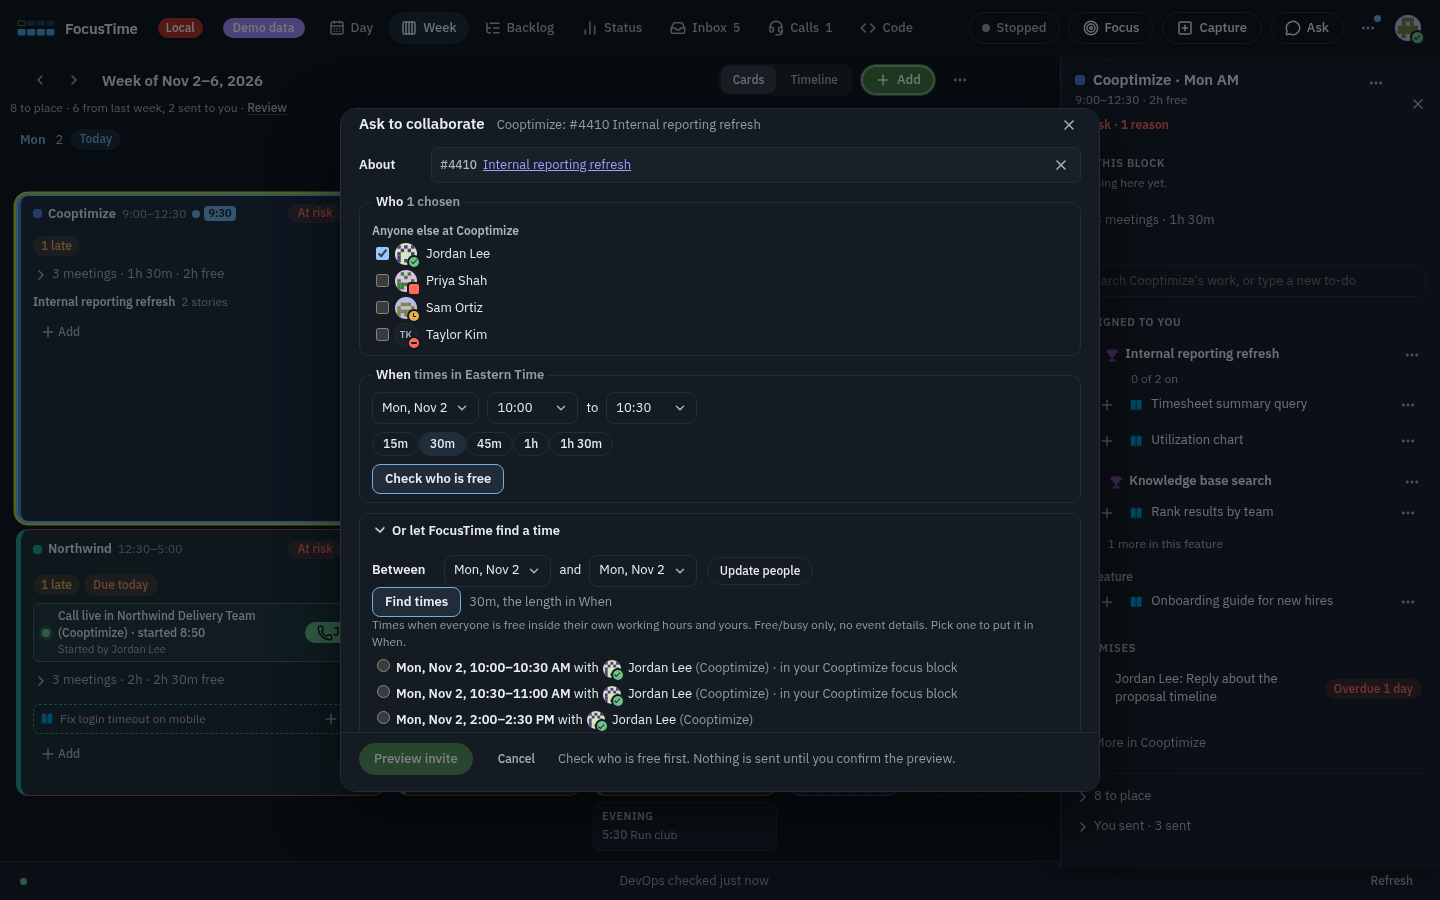 FocusTime
Local
Demo data
Day
Week
Backlog
Status
Inbox 5
Calls 1
Code
Stopped
Focus
Capture
Ask
Week of Nov 2–6, 2026
Cards
Timeline
Add
8 to place · 6 from last week, 2 sent to you · Review
Mon 2 Today
Cooptimize 9:00–12:30 9:30 At risk
1 late
3 meetings · 1h 30m · 2h free
Internal reporting refresh 2 stories
Add
Northwind 12:30–5:00 At risk
1 late Due today
Call live in Northwind Delivery Team
(Cooptimize) · started 8:50
Started by Jordan Lee
3 meetings · 2h · 2h 30m free
Fix login timeout on mobile
Add
EVENING
5:30 Run club
Ask to collaborate Cooptimize: #4410 Internal reporting refresh
About #4410 Internal reporting refresh
Who 1 chosen
Anyone else at Cooptimize
Jordan Lee
Priya Shah
Sam Ortiz
TK Taylor Kim
When times in Eastern Time
Mon, Nov 2 10:00 to 10:30
15m 30m 45m 1h 1h 30m
Check who is free
Or let FocusTime find a time
Between Mon, Nov 2 and Mon, Nov 2 Update people
Find times 30m, the length in When
Times when everyone is free inside their own working hours and yours. Free/busy only, no event details. Pick one to put it in
When.
Mon, Nov 2, 10:00–10:30 AM with Jordan Lee (Cooptimize) · in your Cooptimize focus block
Mon, Nov 2, 10:30–11:00 AM with Jordan Lee (Cooptimize) · in your Cooptimize focus block
Mon, Nov 2, 2:00–2:30 PM with Jordan Lee (Cooptimize)
Preview invite Cancel Check who is free first. Nothing is sent until you confirm the preview.
Cooptimize · Mon AM
9:00–12:30 · 2h free
· 1 reason
THIS BLOCK
here yet.
meetings · 1h 30m
Cooptimize's work, or type a new to-do
TO YOU
Internal reporting refresh
0 of 2 on
Timesheet summary query
Utilization chart
Knowledge base search
Rank results by team
1 more in this feature
Onboarding guide for new hires
Jordan Lee: Reply about the
proposal timeline
Overdue 1 day
More in Cooptimize
8 to place
You sent · 3 sent
DevOps checked just now
Refresh